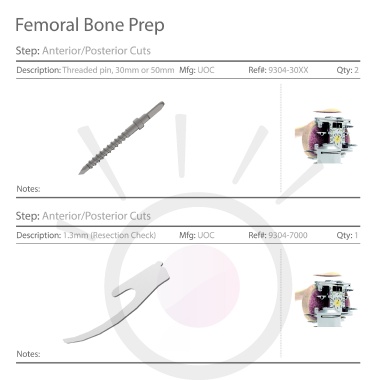 Femoral Bone Prep
Step: Anterior/Posterior Cuts
Description: Threaded pin, 30mm or 50mm Mfg: UOC Ref#: 9304-30XX Qty: 2
Notes:
Step: Anterior/Posterior Cuts
Description: 1.3mm (Resection Check) Mfg: UOC Ref#: 9304-7000 Qty: 1
Notes: